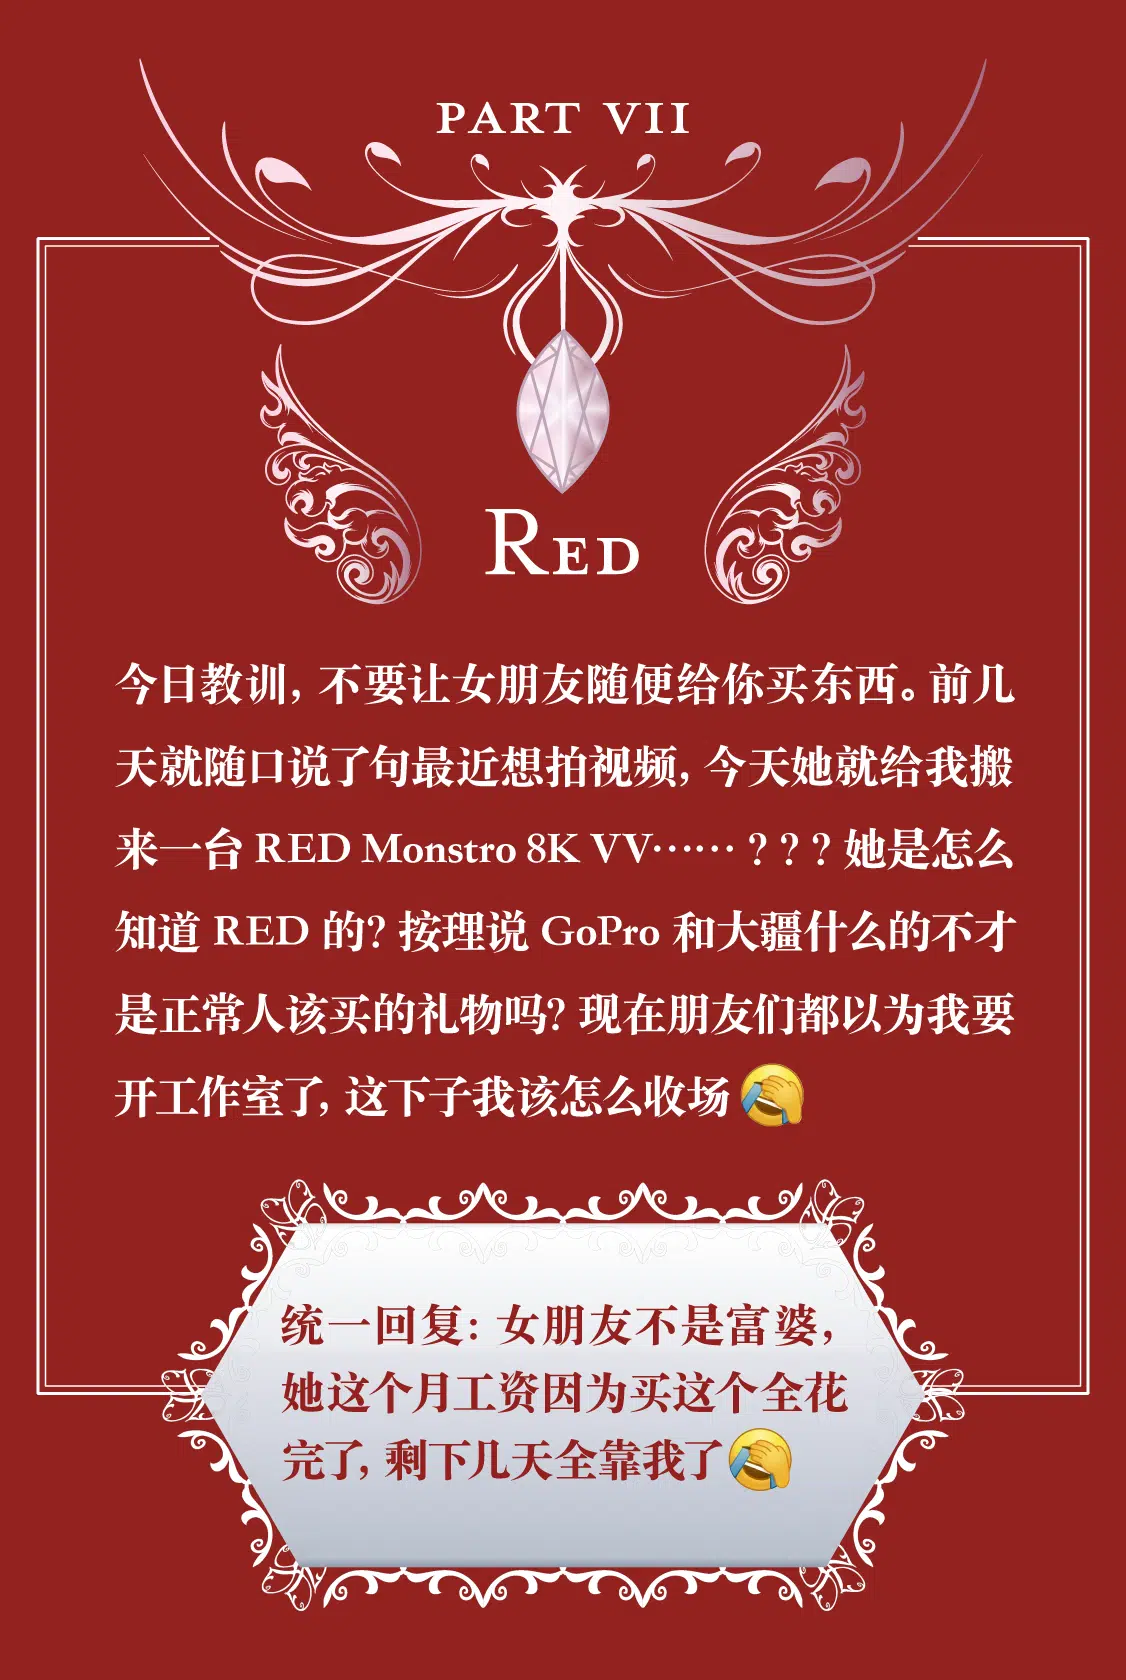 PART VII
RED
今日教训，不要让女朋友随便给你买东西。前几
天就随口说了句最近想拍视频，今天她就给我搬
来一台 RED Monstro 8K VV……？？？她是怎么
知道 RED 的？按理说 GoPro 和大疆什么的不才
是正常人该买的礼物吗？现在朋友们都以为我要
开工作室了，这下子我该怎么收场🤦
统一回复：女朋友不是富婆，
她这个月工资因为买这个全花
完了，剩下几天全靠我了🤦